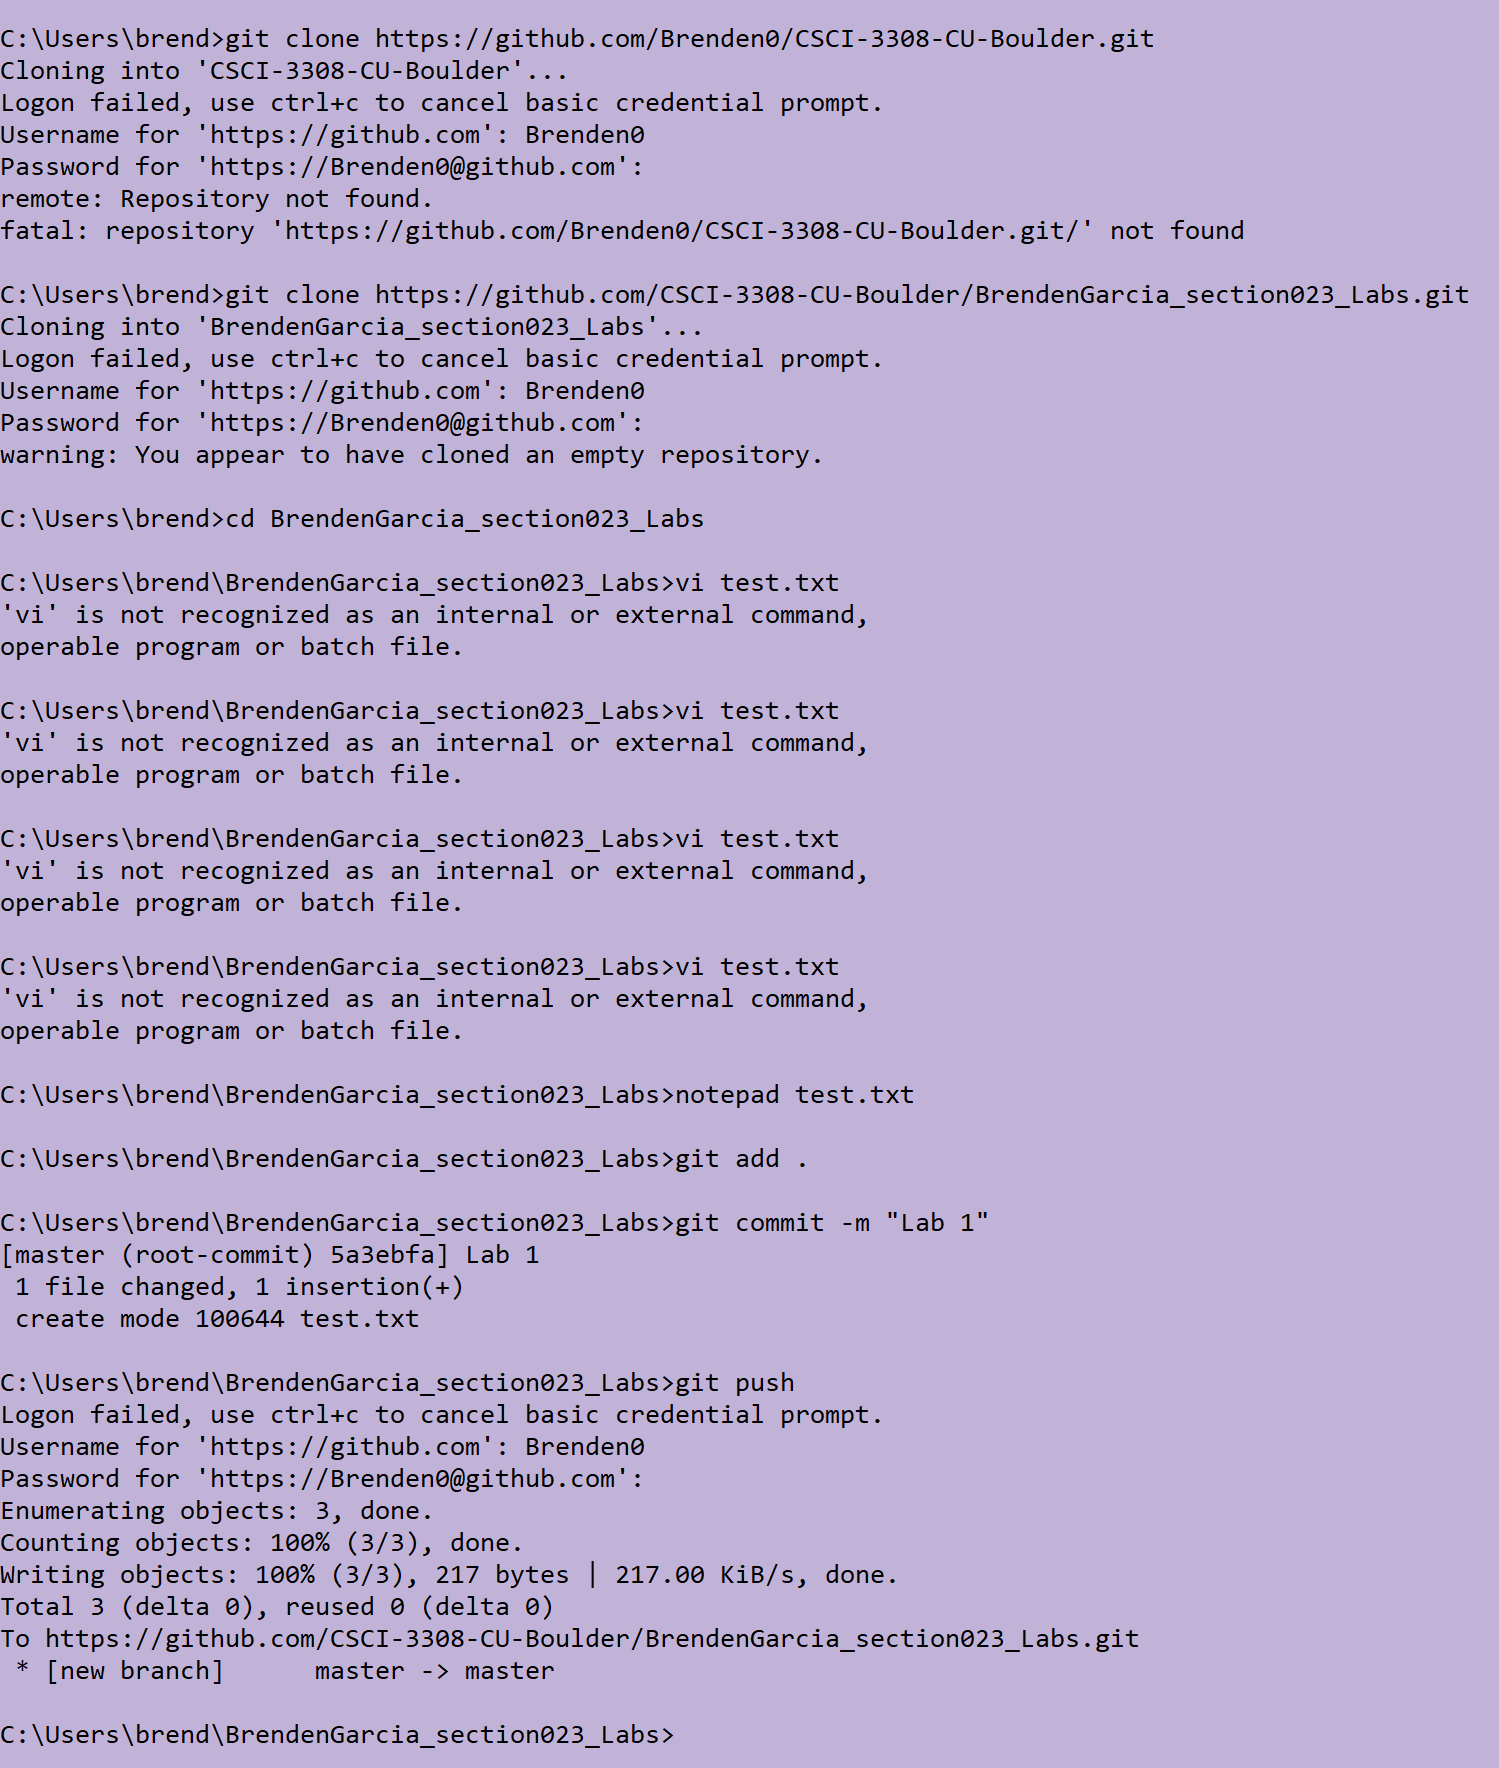 C:\Users\brend>git clone https://github.com/Brenden0/CSCI-3308-CU-Boulder.git
Cloning into 'CSCI-3308-CU-Boulder'...
Logon failed, use ctrl+c to cancel basic credential prompt.
Username for 'https://github.com': Brenden0
Password for 'https://Brenden0@github.com':
remote: Repository not found.
fatal: repository 'https://github.com/Brenden0/CSCI-3308-CU-Boulder.git/' not found
C:\Users\brend>git clone https://github.com/CSCI-3308-CU-Boulder/BrendenGarcia_section023_Labs.git
Cloning into 'BrendenGarcia_section023_Labs'...
Logon failed, use ctrl+c to cancel basic credential prompt.
Username for 'https://github.com': Brenden0
Password for 'https://Brenden0@github.com':
warning: You appear to have cloned an empty repository.
C:\Users\brend>cd BrendenGarcia_section023_Labs
C:\Users\brend\BrendenGarcia_section023_Labs>vi test.txt
'vi' is not recognized as an internal or external command,
operable program or batch file.
C:\Users\brend\BrendenGarcia_section023_Labs>vi test.txt
'vi' is not recognized as an internal or external command,
operable program or batch file.
C:\Users\brend\BrendenGarcia_section023_Labs>vi test.txt
'vi' is not recognized as an internal or external command,
operable program or batch file.
C:\Users\brend\BrendenGarcia_section023_Labs>vi test.txt
'vi' is not recognized as an internal or external command,
operable program or batch file.
C:\Users\brend\BrendenGarcia_section023_Labs>notepad test.txt
C:\Users\brend\BrendenGarcia_section023_Labs>git add .
C:\Users\brend\BrendenGarcia_section023_Labs>git commit -m "Lab 1"
[master (root-commit) 5a3ebfa] Lab 1
 1 file changed, 1 insertion(+)
 create mode 100644 test.txt
C:\Users\brend\BrendenGarcia_section023_Labs>git push
Logon failed, use ctrl+c to cancel basic credential prompt.
Username for 'https://github.com': Brenden0
Password for 'https://Brenden0@github.com':
Enumerating objects: 3, done.
Counting objects: 100% (3/3), done.
Writing objects: 100% (3/3), 217 bytes | 217.00 KiB/s, done.
Total 3 (delta 0), reused 0 (delta 0)
To https://github.com/CSCI-3308-CU-Boulder/BrendenGarcia_section023_Labs.git
 * [new branch]      master -> master
C:\Users\brend\BrendenGarcia_section023_Labs>